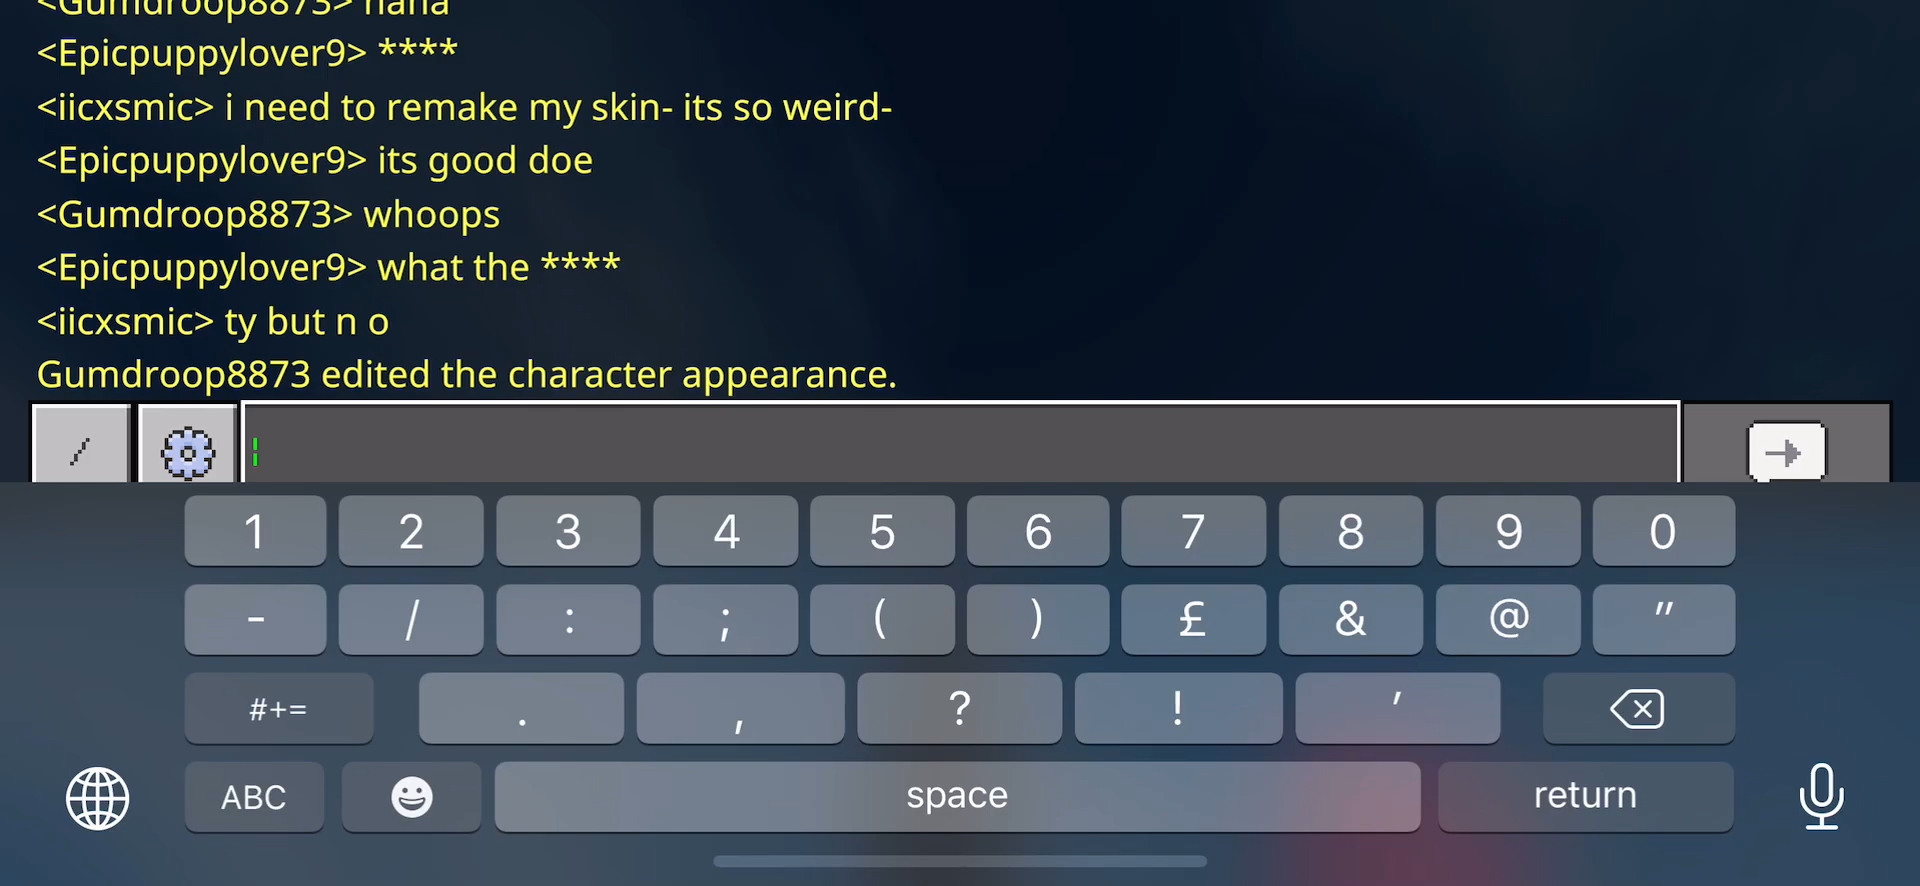 <Gumdroop8873> haha
<Epicpuppylover9> ****
<iicxsmic> i need to remake my skin- its so weird-
<Epicpuppylover9> its good doe
<Gumdroop8873> whoops
<Epicpuppylover9> what the ****
<iicxsmic> ty but n o
Gumdroop8873 edited the character appearance.
/
1 2 3 4 5 6 7 8 9 0
- / : ; ( ) £ & @ "
#+= . , ? ! '
ABC space return